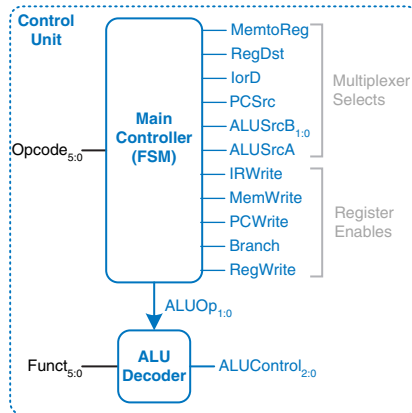 Control
Unit
MemtoReg
RegDst
IorD
PCSrc
ALUSrcB1:0
ALUSrcA
Multiplexer
Selects
Main
Controller
(FSM)
Opcode5:0
IRWrite
MemWrite
PCWrite
Branch
RegWrite
Register
Enables
ALUOp1:0
ALU
Decoder
Funct5:0
ALUControl2:0